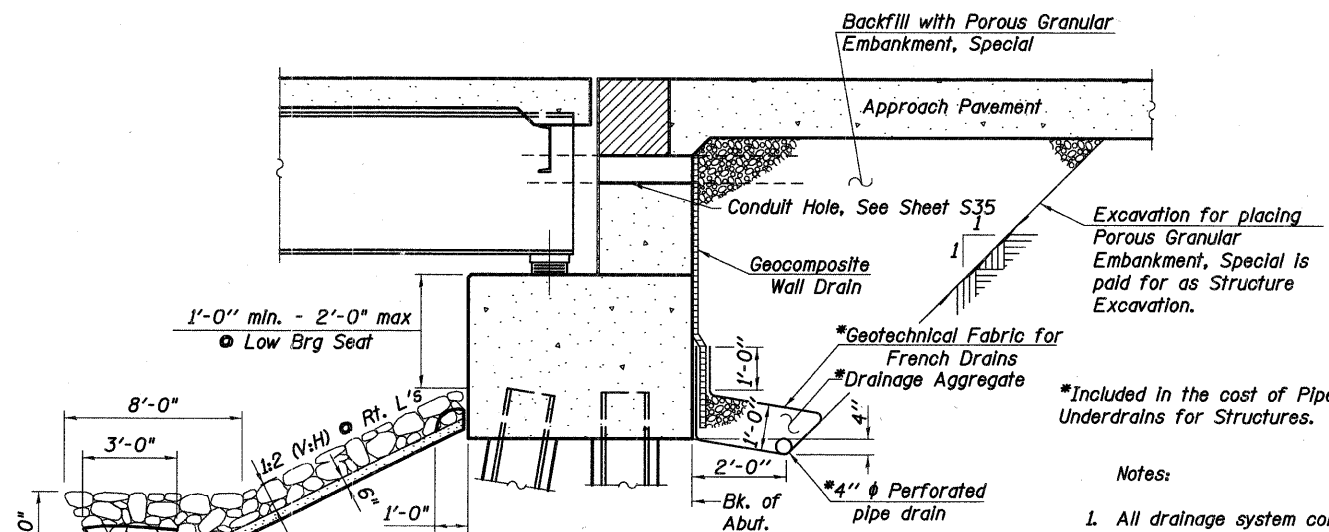 Backfill with Porous Granular
Embankment, Special
Approach Pavement
Conduit Hole, See Sheet S35
1
1
Excavation for placing
Porous Granular
Embankment, Special is
paid for as Structure
Excavation.
Geocomposite
Wall Drain
1'-0" min. - 2'-0" max
@ Low Brg Seat
*Geotechnical Fabric for
French Drains
*Drainage Aggregate
1'-0"
1'-0"
4"
*Included in the cost of Pipe
Underdrains for Structures.
8'-0"
3'-0"
1:2 (V:H) @ Rt. L's
6"
1'-0"
2'-0"
Bk. of
Abut.
*4" ϕ Perforated
pipe drain
Notes:
1. All drainage system